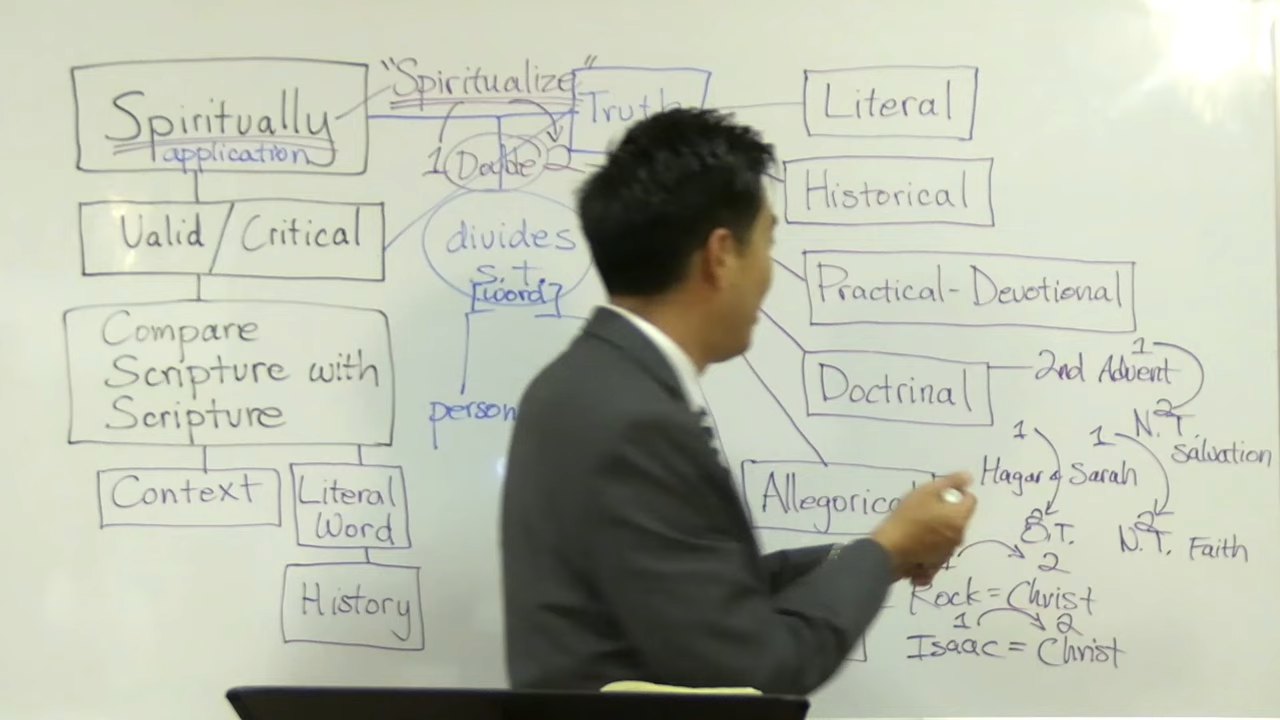 Spiritually
application
"Spiritualize"
1 Double 2
Truth
Literal
Historical
Valid / Critical
divides
s.t.
[word]
person
Practical-Devotional
Compare
Scripture with
Scripture
Doctrinal
1
2nd Advent
2
N.T.
Salvation
Context
Literal
Word
History
Allegorical
1 1
Hagar & Sarah
2 2
O.T. N.T. Faith
1 2
Rock = Christ
1 2
Isaac = Christ